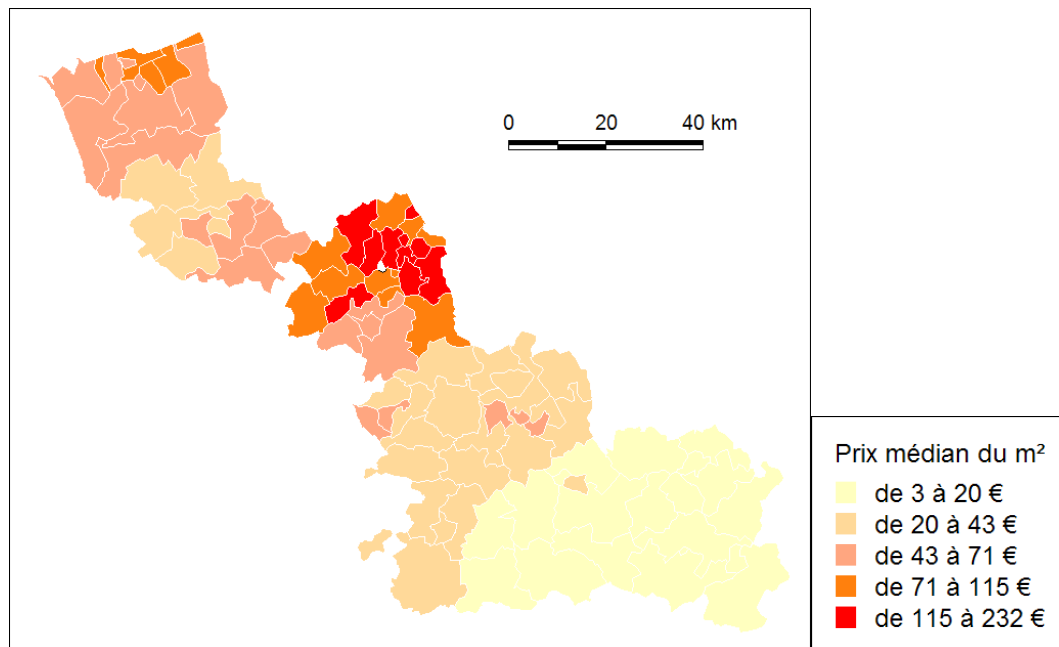 0 20 40 km
Prix médian du m²
de 3 à 20 €
de 20 à 43 €
de 43 à 71 €
de 71 à 115 €
de 115 à 232 €